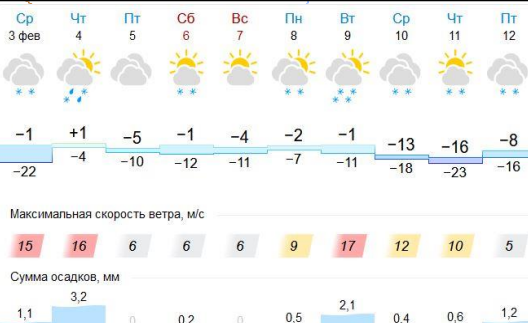 Ср Чт Пт Сб Вс Пн Вт Ср Чт Пт
3 фев 4 5 6 7 8 9 10 11 12
−1 +1 −5 −1 −4 −2 −1 −13 −16 −8
−22 −4 −10 −12 −11 −7 −11 −18 −23 −16
Максимальная скорость ветра, м/с
15 16 6 6 6 9 17 12 10 5
Сумма осадков, мм
1,1 3,2 0 0,2 0 0,5 2,1 0,4 0,6 1,2